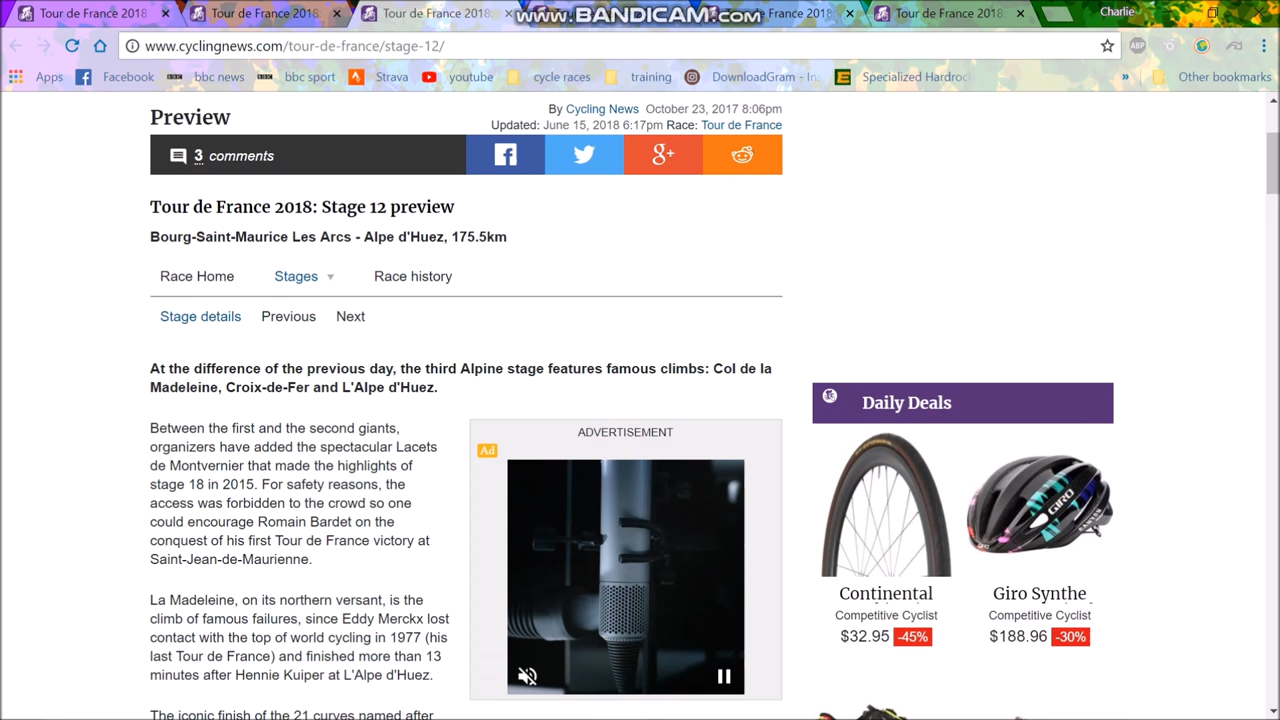 Tour de France 2018:
Tour de France 2018:
Tour de France 2018:
www.BANDICAM.com
de France 2018:
Tour de France 2018:
Charlie
www.cyclingnews.com/tour-de-france/stage-12/
ABP
Apps
Facebook
bbc news
bbc sport
Strava
youtube
cycle races
training
DownloadGram - In
Specialized Hardroc
»
Other bookmarks
Preview
By Cycling News October 23, 2017 8:06pm
Updated: June 15, 2018 6:17pm Race: Tour de France
3 comments
g+
Tour de France 2018: Stage 12 preview
Bourg-Saint-Maurice Les Arcs - Alpe d'Huez, 175.5km
Race Home
Stages
Race history
Stage details
Previous
Next
At the difference of the previous day, the third Alpine stage features famous climbs: Col de la
Madeleine, Croix-de-Fer and L'Alpe d'Huez.
Between the first and the second giants,
organizers have added the spectacular Lacets
de Montvernier that made the highlights of
stage 18 in 2015. For safety reasons, the
access was forbidden to the crowd so one
could encourage Romain Bardet on the
conquest of his first Tour de France victory at
Saint-Jean-de-Maurienne.
La Madeleine, on its northern versant, is the
climb of famous failures, since Eddy Merckx lost
contact with the top of world cycling in 1977 (his
last Tour de France) and finished more than 13
minutes after Hennie Kuiper at L'Alpe d'Huez.
The iconic finish of the 21 curves named after
ADVERTISEMENT
Ad
Daily Deals
GIRO
Continental
Competitive Cyclist
$32.95 -45%
Giro Synthe
Competitive Cyclist
$188.96 -30%